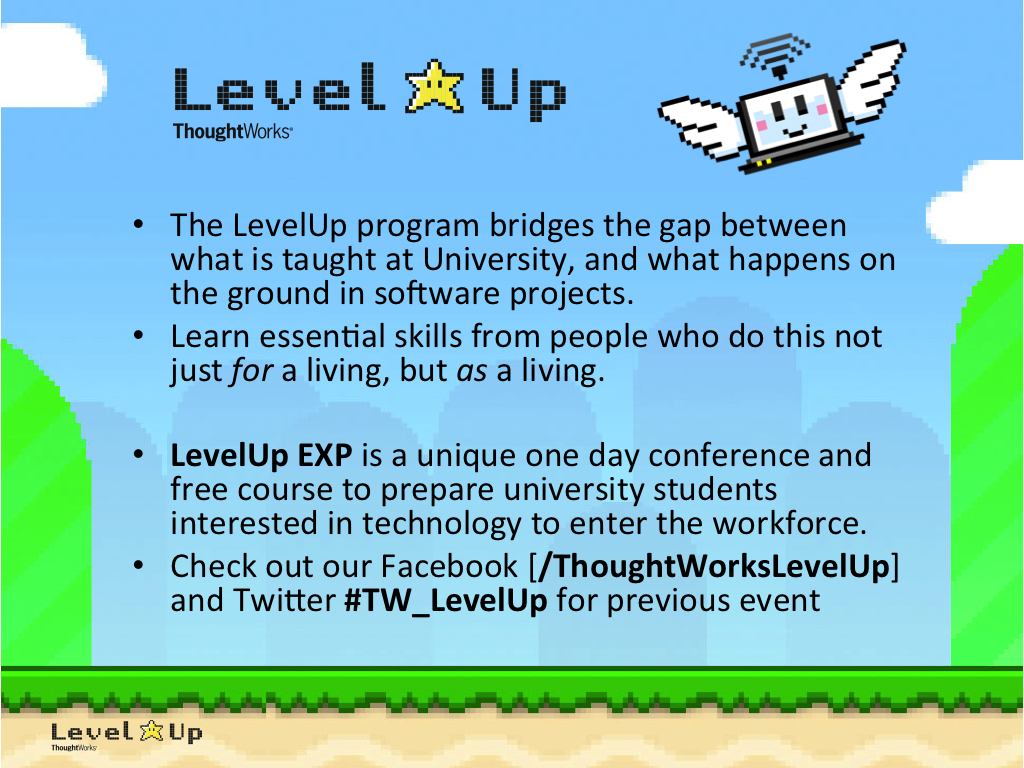 Level Up
ThoughtWorks®
• The LevelUp program bridges the gap between
what is taught at University, and what happens on
the ground in software projects.
• Learn essential skills from people who do this not
just for a living, but as a living.
• LevelUp EXP is a unique one day conference and
free course to prepare university students
interested in technology to enter the workforce.
• Check out our Facebook [/ThoughtWorksLevelUp]
and Twitter #TW_LevelUp for previous event
Level Up
ThoughtWorks®